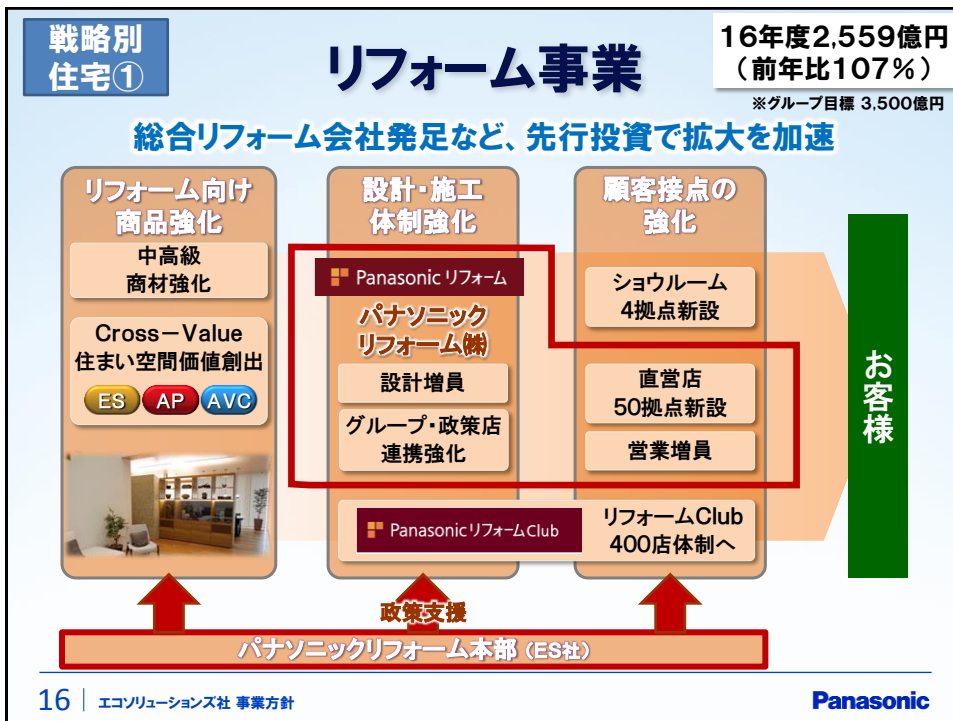 戦略別
住宅①
リフォーム事業
16年度2,559億円
（前年比107％）
※グループ目標 3,500億円
総合リフォーム会社発足など、先行投資で拡大を加速
リフォーム向け
商品強化
中高級
商材強化
Cross－Value
住まい空間価値創出
ES AP AVC
設計・施工
体制強化
Panasonic リフォーム
パナソニック
リフォーム㈱
設計増員
グループ・政策店
連携強化
顧客接点の
強化
ショウルーム
4拠点新設
直営店
50拠点新設
営業増員
Panasonic リフォームClub
リフォームClub
400店体制へ
お客様
政策支援
パナソニックリフォーム本部（ES社）
16 エコソリューションズ社 事業方針
Panasonic